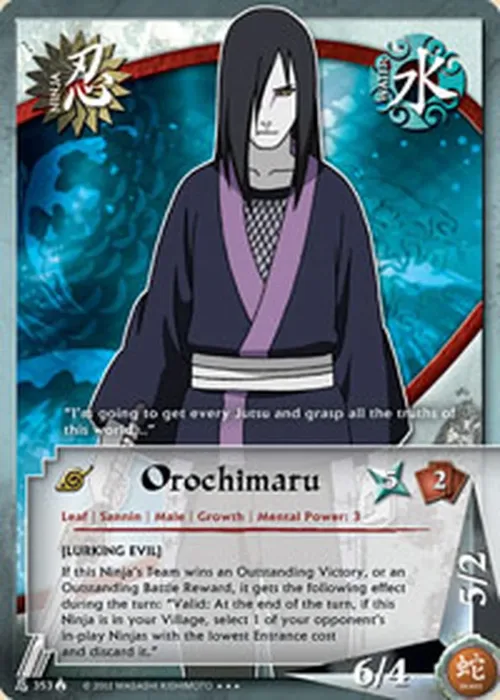 NINJA 忍
WATER 水
"I'm going to get every Jutsu and grasp all the truths of
this world..."
Orochimaru
5
2
Leaf | Sannin | Male | Growth | Mental Power: 3
[LURKING EVIL]
If this Ninja's Team wins an Outstanding Victory, or an
Outstanding Battle Reward, it gets the following effect
during the turn: "Valid: At the end of the turn, if this
Ninja is in your Village, select 1 of your opponent's
in-play Ninjas with the lowest Entrance cost
and discard it."
5/2
6/4
蛇
353
© 2002 MASASHI KISHIMOTO